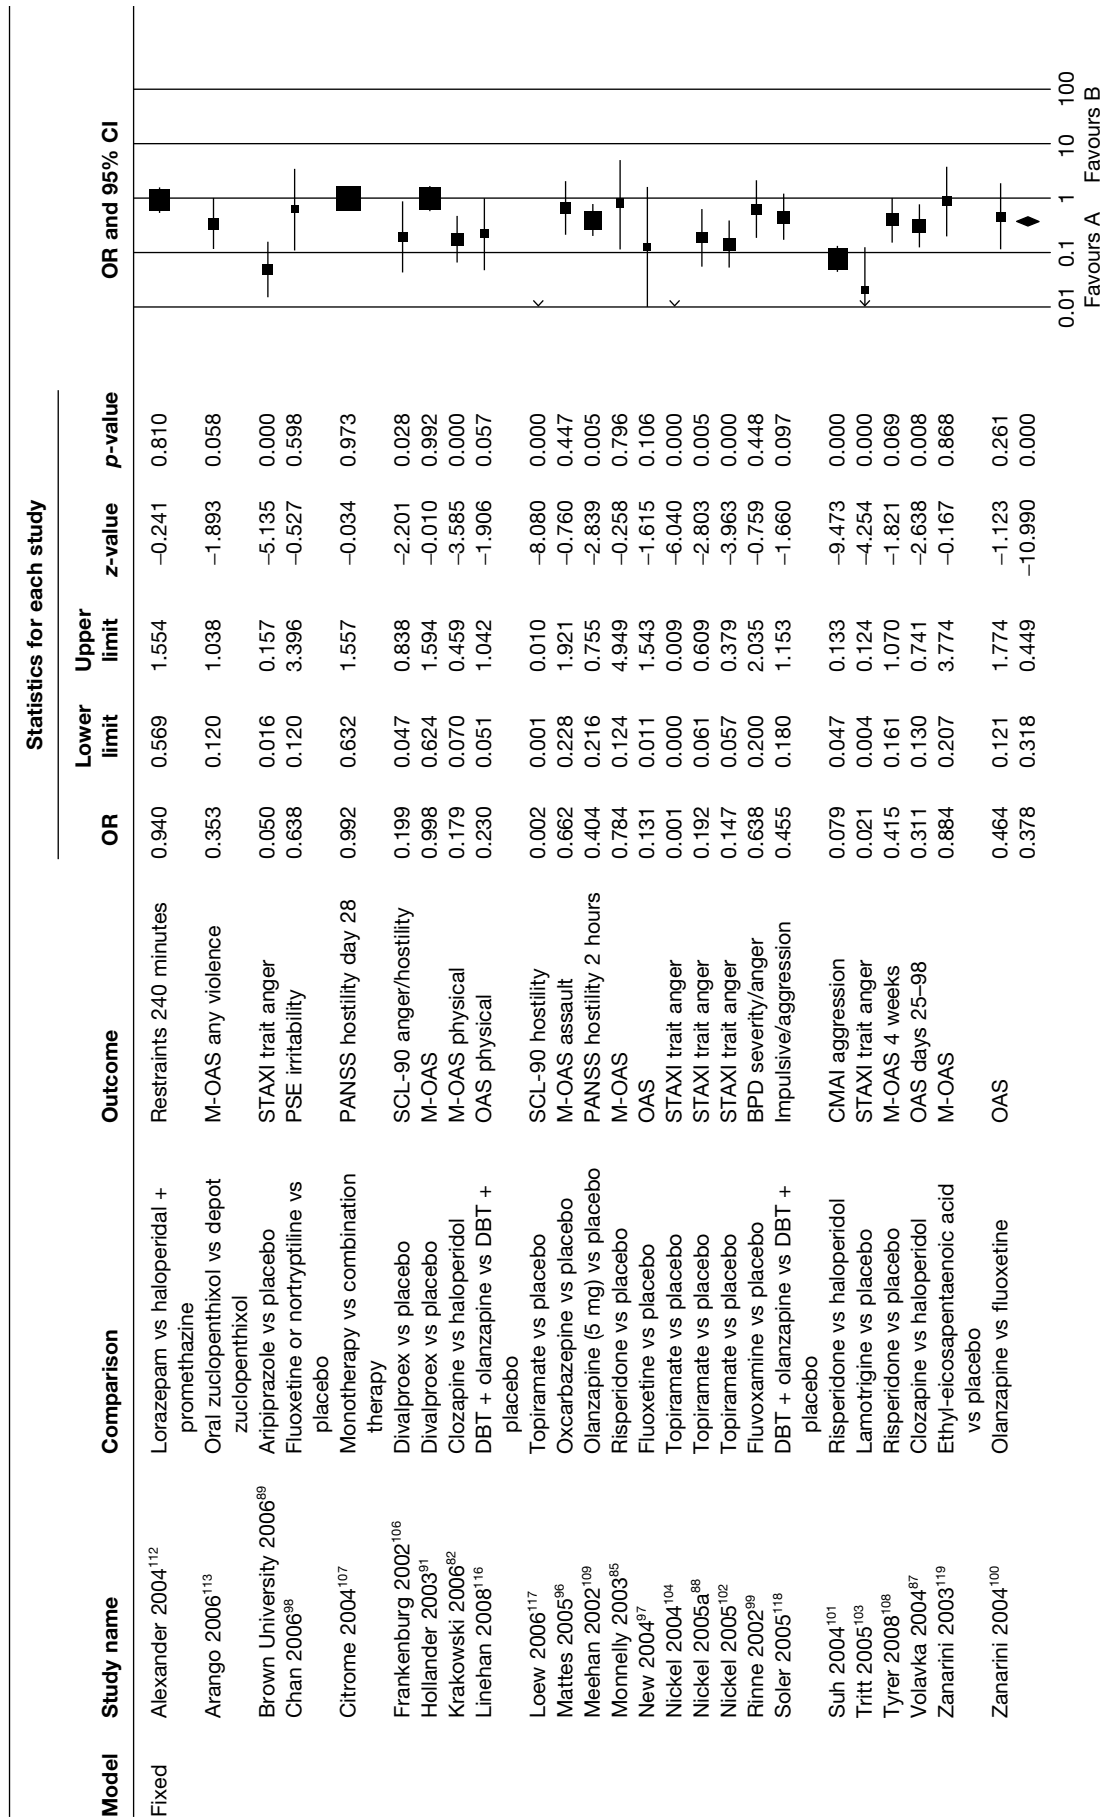 Statistics for each study
Model Study name Comparison Outcome OR Lower limit Upper limit z-value p-value OR and 95% CI
Fixed Alexander 2004112 Lorazepam vs haloperidal + Restraints 240 minutes 0.940 0.569 1.554 –0.241 0.810
promethazine
Arango 2006113 Oral zuclopenthixol vs depot M-OAS any violence 0.353 0.120 1.038 –1.893 0.058
zuclopenthixol
Brown University 200689 Aripiprazole vs placebo STAXI trait anger 0.050 0.016 0.157 –5.135 0.000
Chan 200698 Fluoxetine or nortryptiline vs PSE irritability 0.638 0.120 3.396 –0.527 0.598
placebo
Citrome 2004107 Monotherapy vs combination PANSS hostility day 28 0.992 0.632 1.557 –0.034 0.973
therapy
Frankenburg 2002106 Divalproex vs placebo SCL-90 anger/hostility 0.199 0.047 0.838 –2.201 0.028
Hollander 200391 Divalproex vs placebo M-OAS 0.998 0.624 1.594 –0.010 0.992
Krakowski 200682 Clozapine vs haloperidol M-OAS physical 0.179 0.070 0.459 –3.585 0.000
Linehan 2008116 DBT + olanzapine vs DBT + OAS physical 0.230 0.051 1.042 –1.906 0.057
placebo
Loew 2006117 Topiramate vs placebo SCL-90 hostility 0.002 0.001 0.010 –8.080 0.000
Mattes 200596 Oxcarbazepine vs placebo M-OAS assault 0.662 0.228 1.921 –0.760 0.447
Meehan 2002109 Olanzapine (5 mg) vs placebo PANSS hostility 2 hours 0.404 0.216 0.755 –2.839 0.005
Monnelly 200385 Risperidone vs placebo M-OAS 0.784 0.124 4.949 –0.258 0.796
New 200497 Fluoxetine vs placebo OAS 0.131 0.011 1.543 –1.615 0.106
Nickel 2004104 Topiramate vs placebo STAXI trait anger 0.001 0.000 0.009 –6.040 0.000
Nickel 2005a88 Topiramate vs placebo STAXI trait anger 0.192 0.061 0.609 –2.803 0.005
Nickel 2005102 Topiramate vs placebo STAXI trait anger 0.147 0.057 0.379 –3.963 0.000
Rinne 200299 Fluvoxamine vs placebo BPD severity/anger 0.638 0.200 2.035 –0.759 0.448
Soler 2005118 DBT + olanzapine vs DBT + Impulsive/aggression 0.455 0.180 1.153 –1.660 0.097
placebo
Suh 2004101 Risperidone vs haloperidol CMAI aggression 0.079 0.047 0.133 –9.473 0.000
Tritt 2005103 Lamotrigine vs placebo STAXI trait anger 0.021 0.004 0.124 –4.254 0.000
Tyrer 2008108 Risperidone vs placebo M-OAS 4 weeks 0.415 0.161 1.070 –1.821 0.069
Volavka 200487 Clozapine vs haloperidol OAS days 25–98 0.311 0.130 0.741 –2.638 0.008
Zanarini 2003119 Ethyl-eicosapentaenoic acid M-OAS 0.884 0.207 3.774 –0.167 0.868
vs placebo
Zanarini 2004100 Olanzapine vs fluoxetine OAS 0.464 0.121 1.774 –1.123 0.261
0.378 0.318 0.449 –10.990 0.000
0.01 0.1 1 10 100
Favours A Favours B